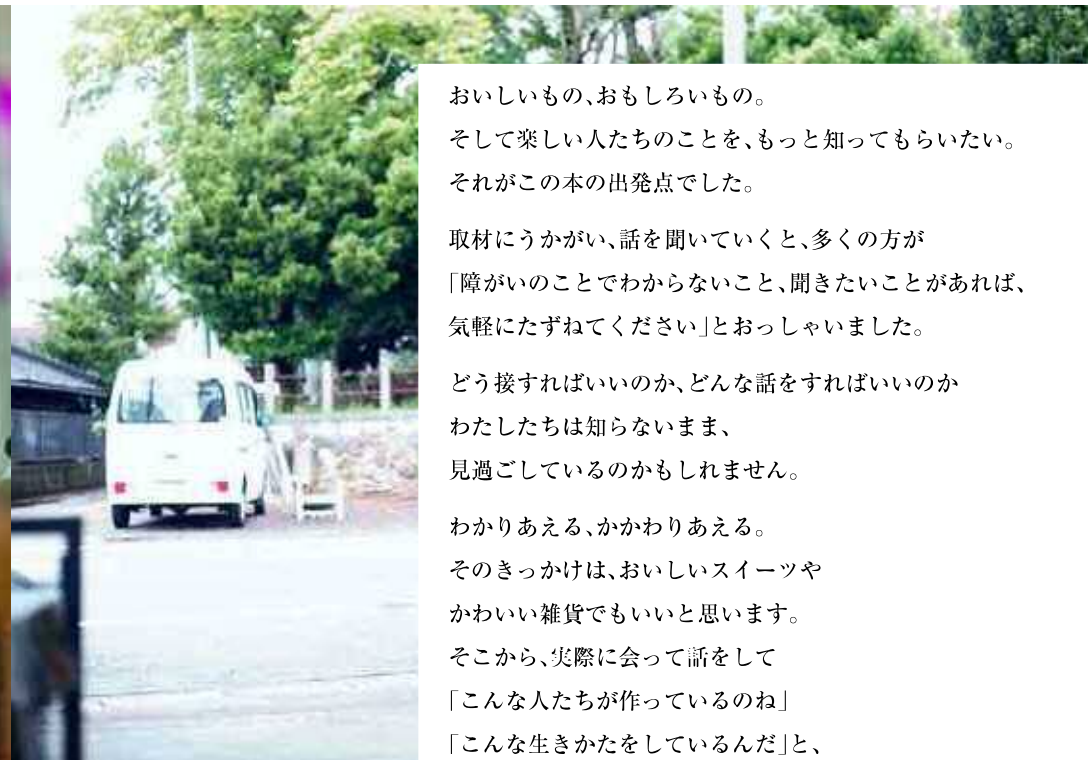 おいしいもの、おもしろいもの。
そして楽しい人たちのことを、もっと知ってもらいたい。
それがこの本の出発点でした。
取材にうかがい、話を聞いていくと、多くの方が
「障がいのことでわからないこと、聞きたいことがあれば、
気軽にたずねてください」とおっしゃいました。
どう接すればいいのか、どんな話をすればいいのか
わたしたちは知らないまま、
見過ごしているのかもしれません。
わかりあえる、かかわりあえる。
そのきっかけは、おいしいスイーツや
かわいい雑貨でもいいと思います。
そこから、実際に会って話をして
「こんな人たちが作っているのね」
「こんな生きかたをしているんだ」と、